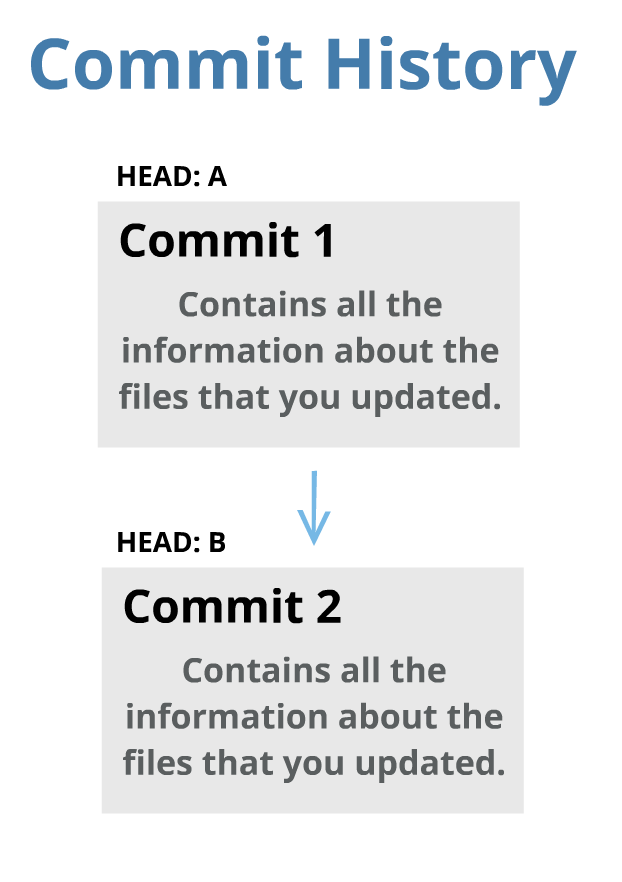 Commit History
HEAD: A
Commit 1
Contains all the
information about the
files that you updated.
HEAD: B
Commit 2
Contains all the
information about the
files that you updated.